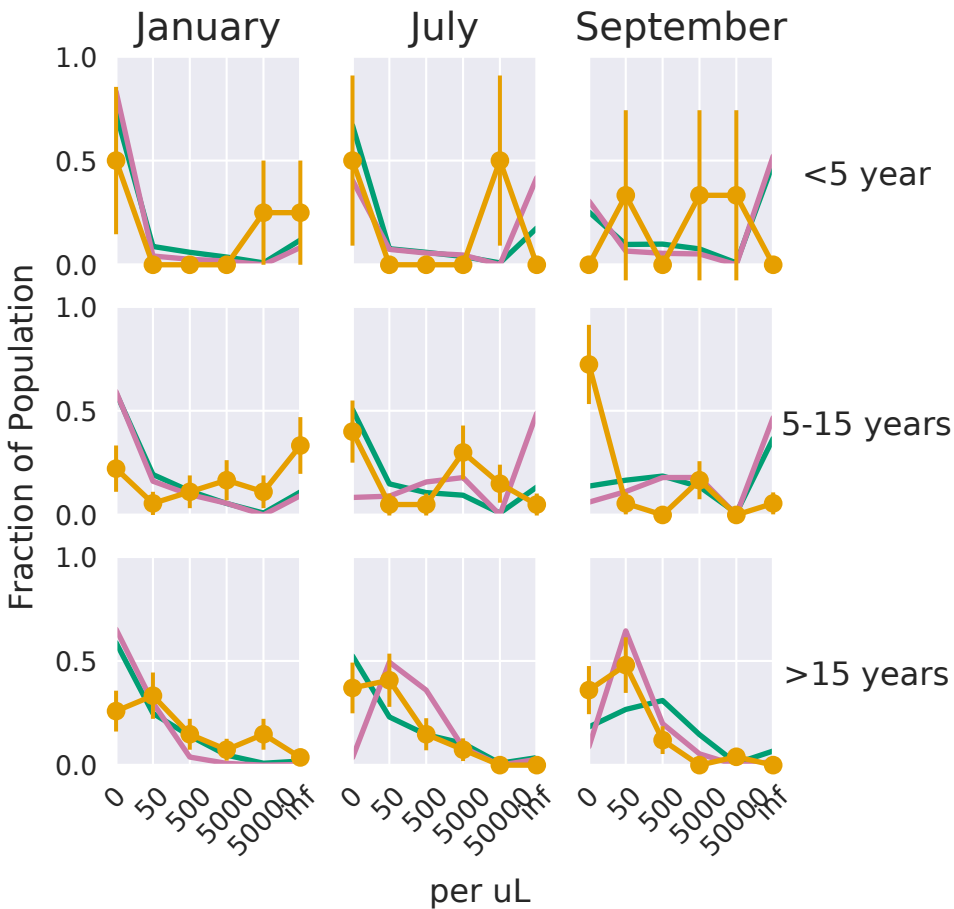 January July September
1.0
0.5
0.0
<5 year
1.0
0.5
0.0
5-15 years
1.0
0.5
0.0
>15 years
Fraction of Population
0 50 500 5000 50000 inf
0 50 500 5000 50000 inf
0 50 500 5000 50000 inf
per uL